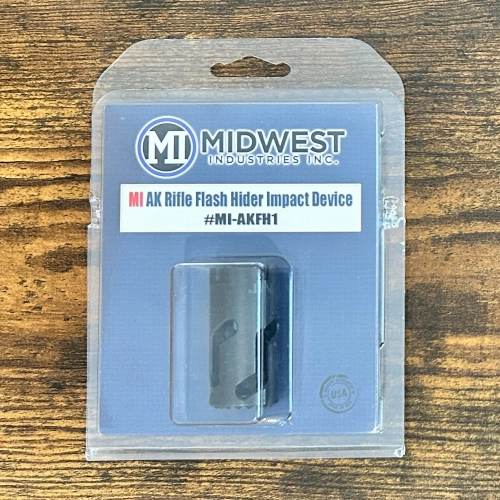 MI MIDWEST
INDUSTRIES INC.
MI AK Rifle Flash Hider Impact Device
#MI-AKFH1
USA